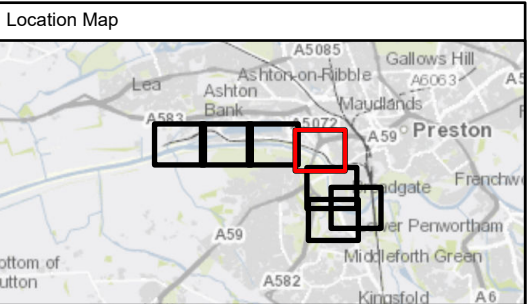 Location Map
A5085
Gallows Hill
Ashton-on-Ribble
A6063
Lea
Ashton
Bank
Maudlands
A583
A5072
A59
Preston
Frenchw
A59
er Penwortham
Middleforth Green
ottom of
utton
A582
Kingsfold
A6